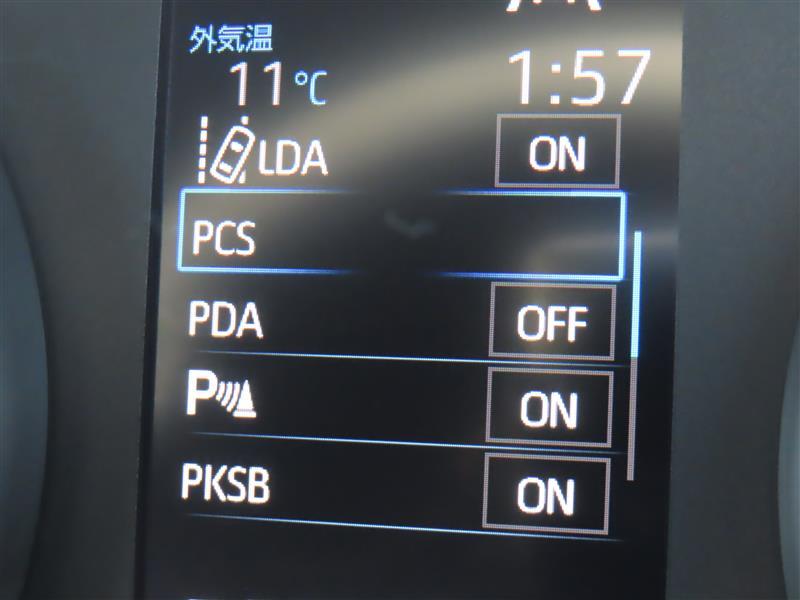 外気温
11℃ 1:57
LDA ON
PCS
PDA OFF
P ON
PKSB ON